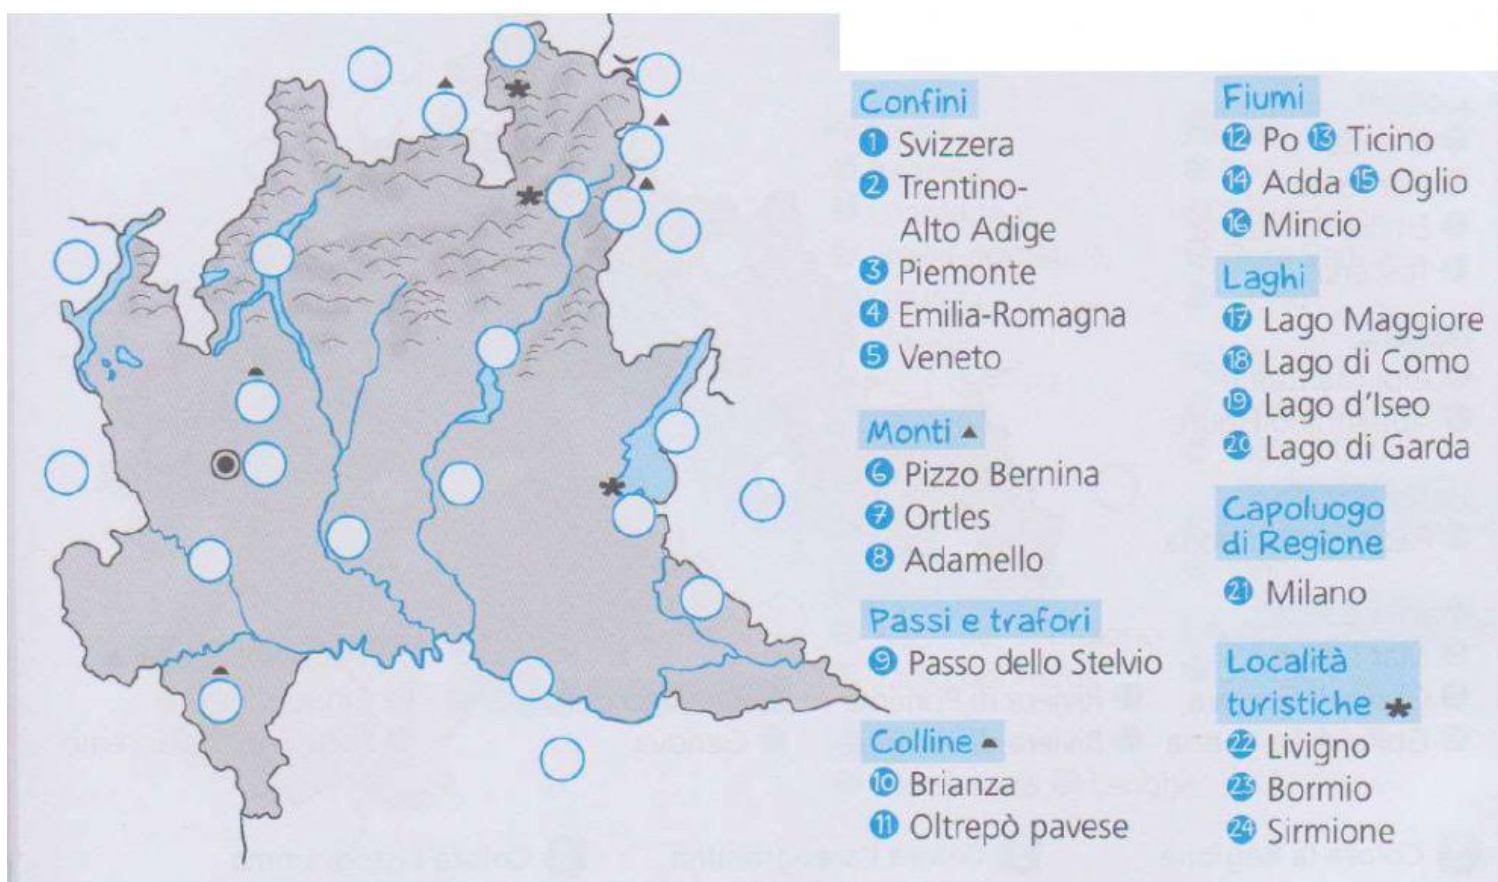 Confini
1 Svizzera
2 Trentino-
Alto Adige
3 Piemonte
4 Emilia-Romagna
5 Veneto
Monti ▲
6 Pizzo Bernina
7 Ortles
8 Adamello
Passi e trafori
9 Passo dello Stelvio
Colline
10 Brianza
11 Oltrepò pavese
Fiumi
12 Po 13 Ticino
14 Adda 15 Oglio
16 Mincio
Laghi
17 Lago Maggiore
18 Lago di Como
19 Lago d'Iseo
20 Lago di Garda
Capoluogo
di Regione
21 Milano
Località
turistiche *
22 Livigno
23 Bormio
24 Sirmione